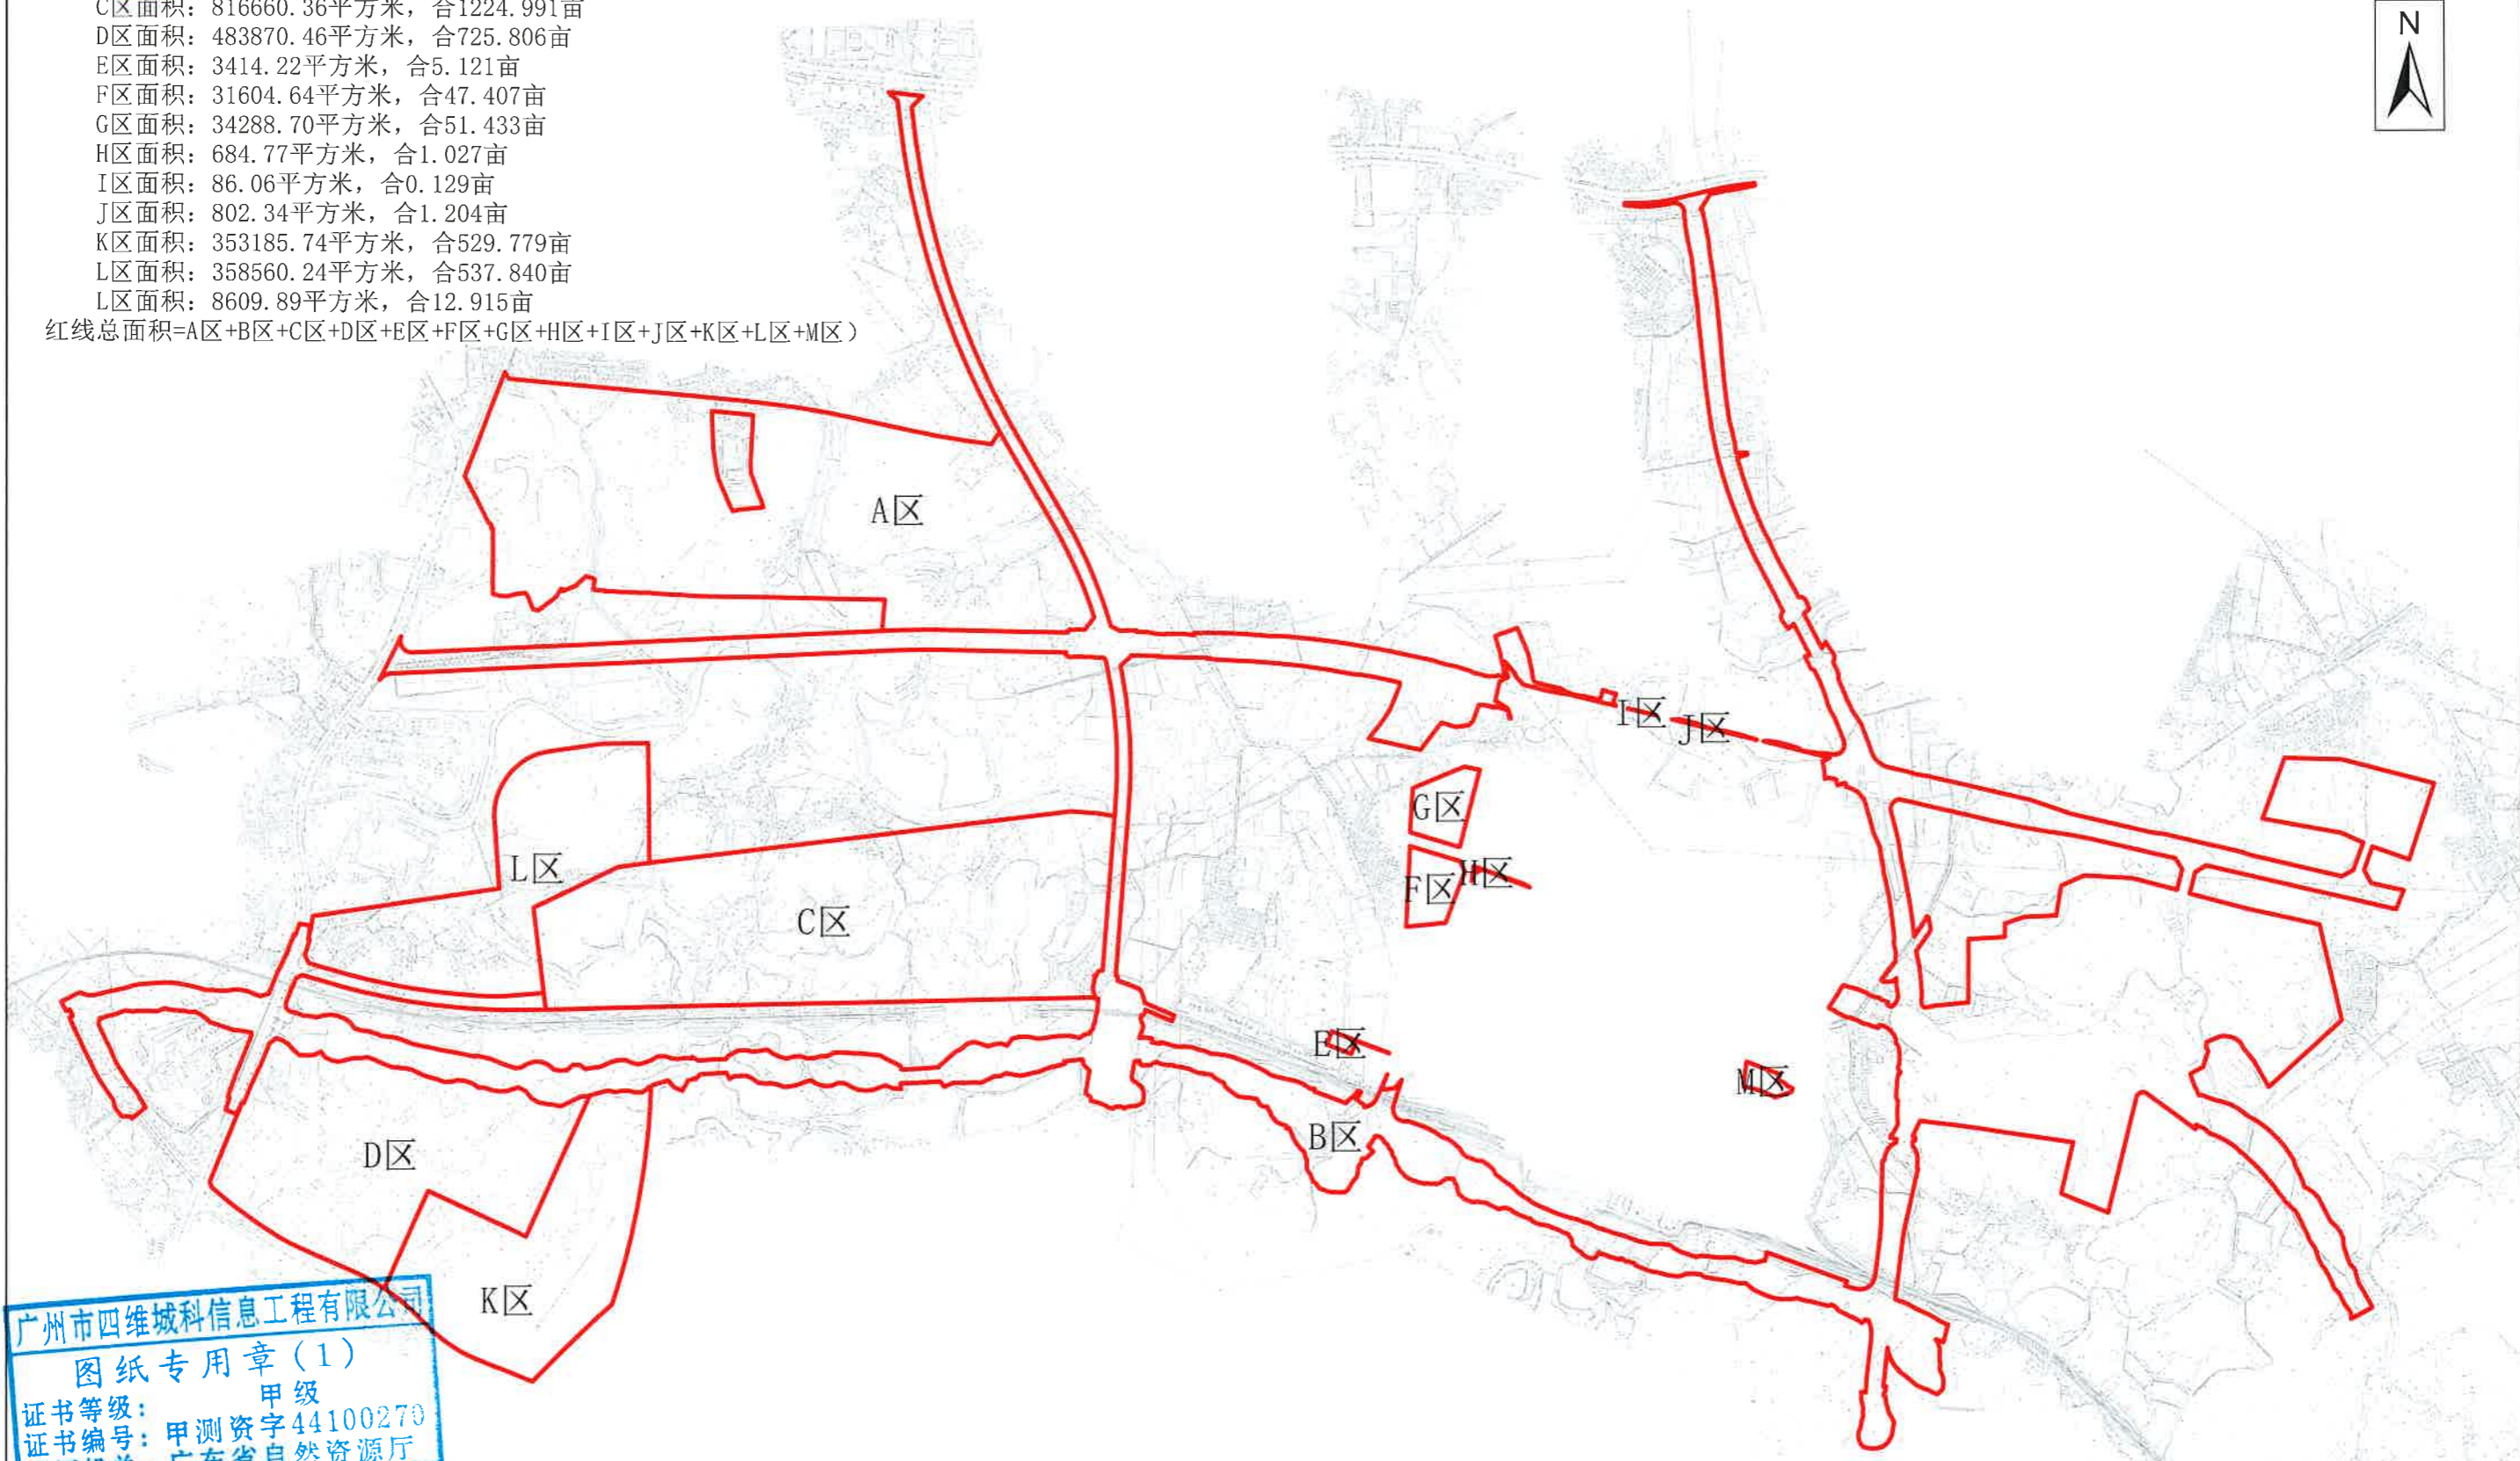 C区面积：816660.36平方米，合1224.991亩
D区面积：483870.46平方米，合725.806亩
E区面积：3414.22平方米，合5.121亩
F区面积：31604.64平方米，合47.407亩
G区面积：34288.70平方米，合51.433亩
H区面积：684.77平方米，合1.027亩
I区面积：86.06平方米，合0.129亩
J区面积：802.34平方米，合1.204亩
K区面积：353185.74平方米，合529.779亩
L区面积：358560.24平方米，合537.840亩
L区面积：8609.89平方米，合12.915亩
红线总面积=A区+B区+C区+D区+E区+F区+G区+H区+I区+J区+K区+L区+M区）
N
A区
I区
J区
G区
L区
F区
H区
C区
E区
M区
B区
D区
K区
广州市四维城科信息工程有限公司
图纸专用章(1)
证书等级：甲级
证书编号：甲测资字44100270
广东省自然资源厅